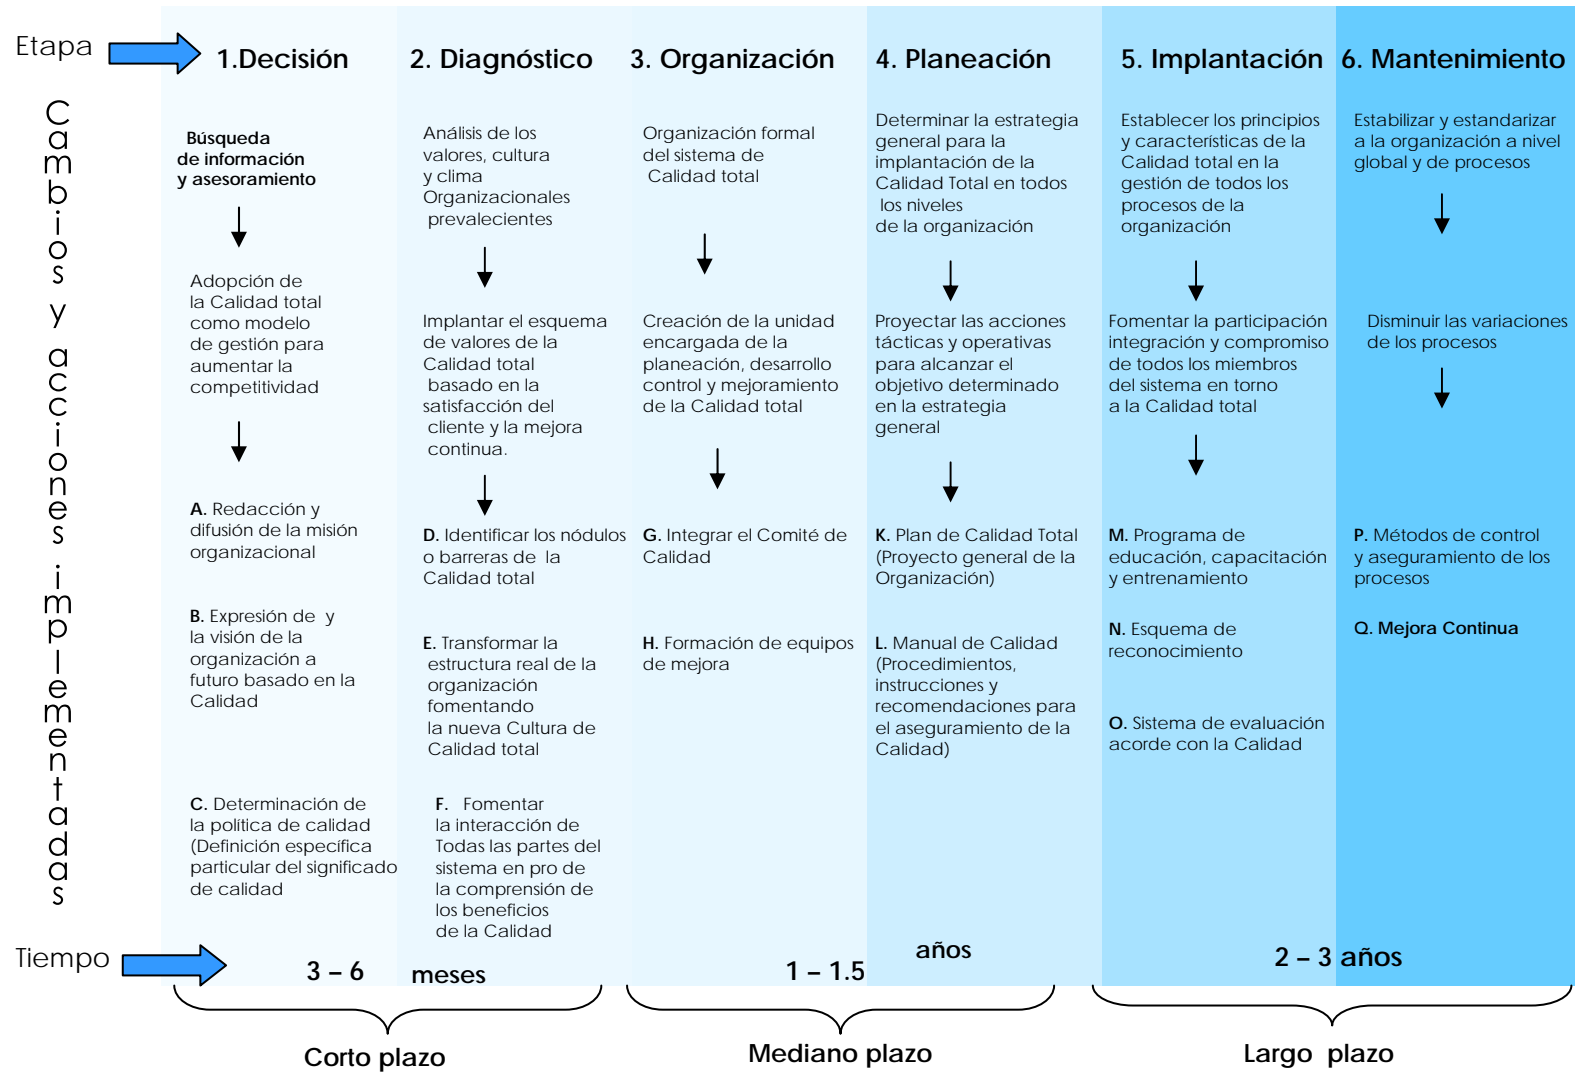 Etapa
1.Decisión
2. Diagnóstico
3. Organización
4. Planeación
5. Implantación
6. Mantenimiento
Cambios y acciones implementadas
Búsqueda
de información
y asesoramiento
Adopción de
la Calidad total
como modelo
de gestión para
aumentar la
competitividad
A. Redacción y
difusión de la misión
organizacional
B. Expresión de y
la visión de la
organización a
futuro basado en la
Calidad
C. Determinación de
la política de calidad
(Definición específica
particular del significado
de calidad
Análisis de los
valores, cultura
y clima
Organizacionales
prevalecientes
Implantar el esquema
de valores de la
Calidad total
basado en la
satisfacción del
cliente y la mejora
continua.
D. Identificar los nódulos
o barreras de la
Calidad total
E. Transformar la
estructura real de la
organización
fomentando
la nueva Cultura de
Calidad total
F. Fomentar
la interacción de
Todas las partes del
sistema en pro de
la comprensión de
los beneficios
de la Calidad
Organización formal
del sistema de
Calidad total
Creación de la unidad
encargada de la
planeación, desarrollo
control y mejoramiento
de la Calidad total
G. Integrar el Comité de
Calidad
H. Formación de equipos
de mejora
Determinar la estrategia
general para la
implantación de la
Calidad Total en todos
los niveles
de la organización
Proyectar las acciones
tácticas y operativas
para alcanzar el
objetivo determinado
en la estrategia
general
K. Plan de Calidad Total
(Proyecto general de la
Organización)
L. Manual de Calidad
(Procedimientos,
instrucciones y
recomendaciones para
el aseguramiento de la
Calidad)
Establecer los principios
y características de la
Calidad total en la
gestión de todos los
procesos de la
organización
Fomentar la participación
integración y compromiso
de todos los miembros
del sistema en torno
a la Calidad total
M. Programa de
educación, capacitación
y entrenamiento
N. Esquema de
reconocimiento
O. Sistema de evaluación
acorde con la Calidad
Estabilizar y estandarizar
a la organización a nivel
global y de procesos
Disminuir las variaciones
de los procesos
P. Métodos de control
y aseguramiento de los
procesos
Q. Mejora Continua
Tiempo
3 – 6 meses
1 – 1.5 años
2 – 3 años
Corto plazo
Mediano plazo
Largo plazo